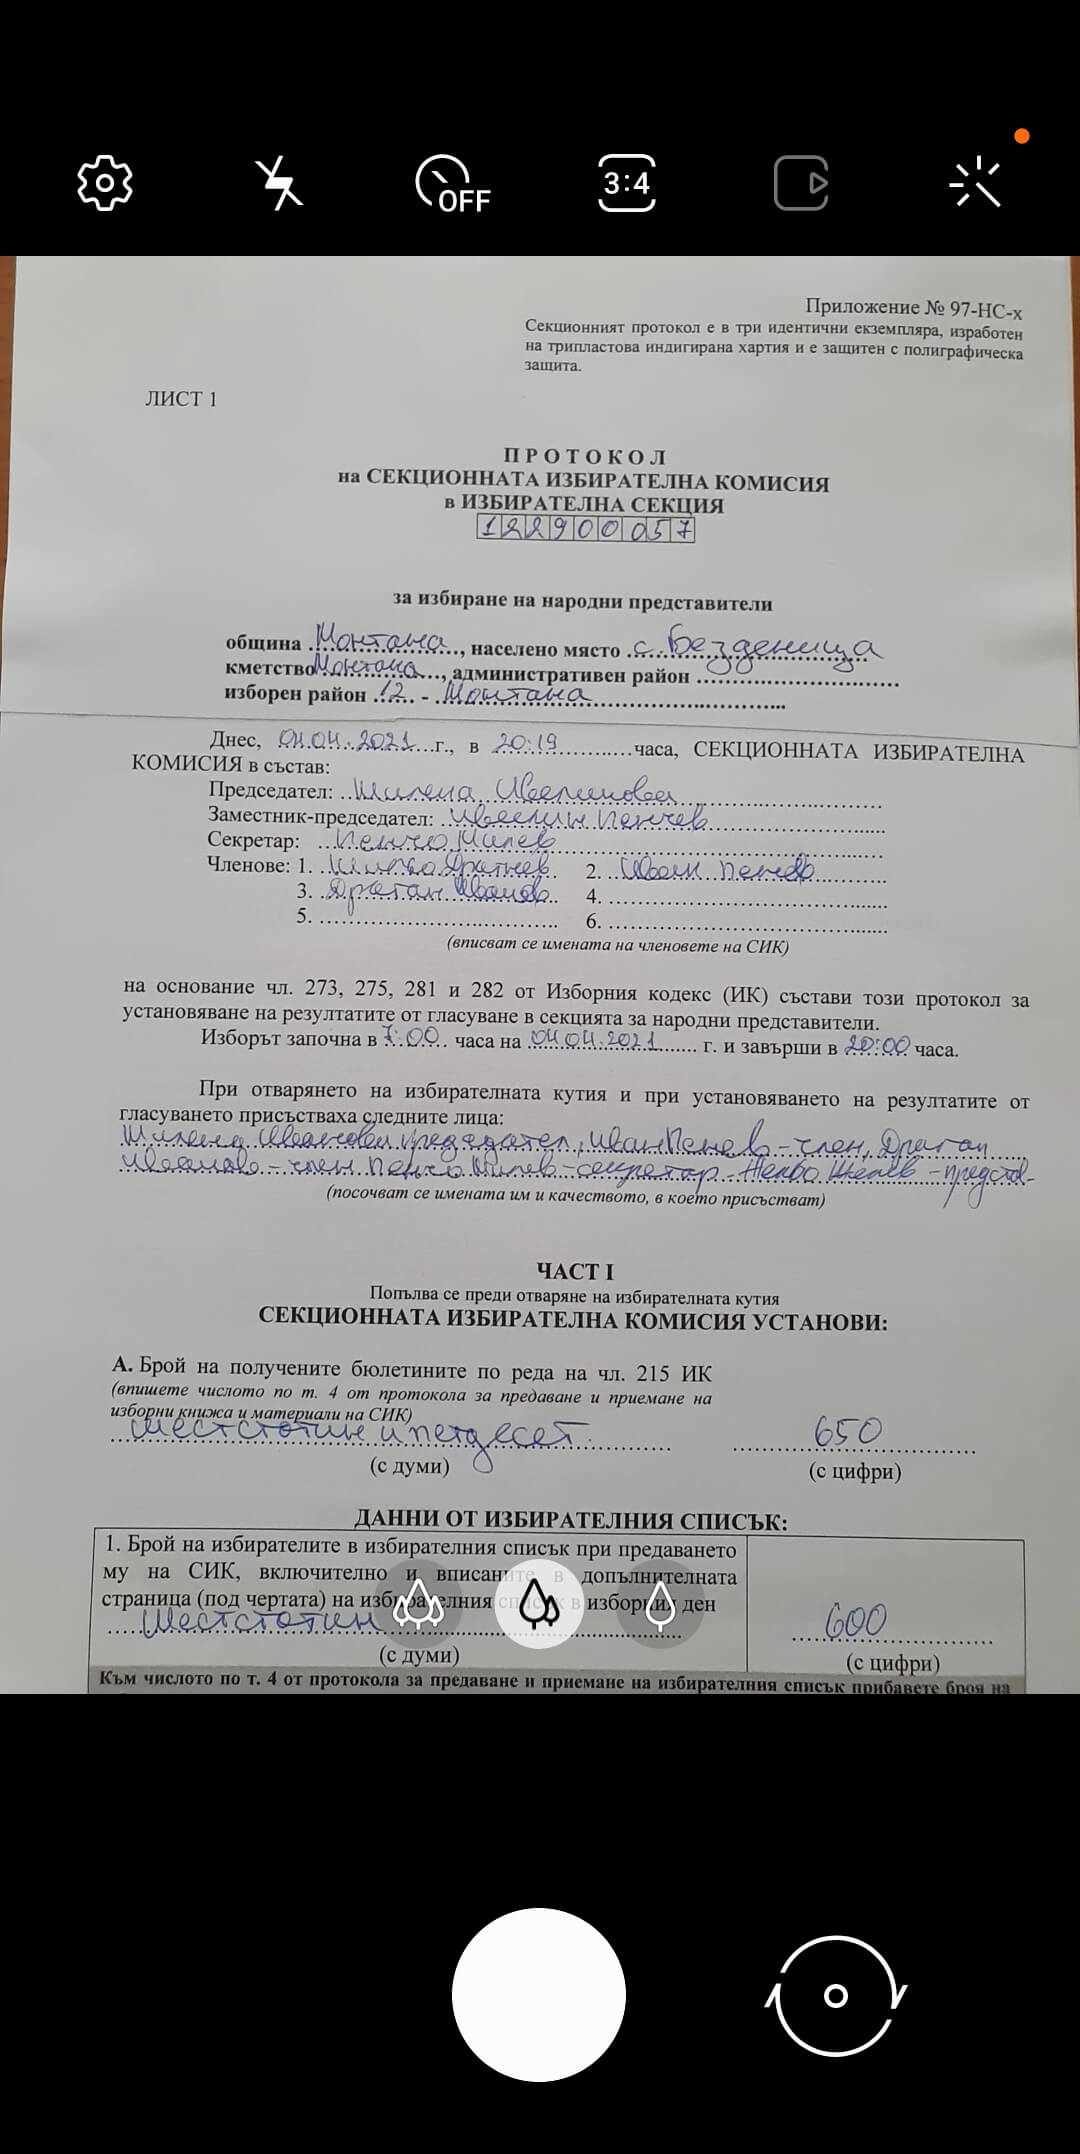 OFF
3:4
Приложение № 97-НС-х
Секционният протокол е в три идентични екземпляра, изработен
на трипластова индигирана хартия и е защитен с полиграфическа
защита.
ЛИСТ 1
П Р О Т О К О Л
на СЕКЦИОННАТА ИЗБИРАТЕЛНА КОМИСИЯ
в ИЗБИРАТЕЛНА СЕКЦИЯ
122900057
за избиране на народни представители
община Монтана, населено място с. Безденица
кметство Монтана, административен район
изборен район 12 - Монтана
Днес, 04.04.2021 г., в 20:19 часа, СЕКЦИОННАТА ИЗБИРАТЕЛНА
КОМИСИЯ в състав:
Председател: Милена
Заместник-председател: Пенчев
Секретар: Пенчо Милев
Членове: 1. 2. Иван Пенев
3. Драган Иванов 4.
5. 6.
(вписват се имената на членовете на СИК)
на основание чл. 273, 275, 281 и 282 от Изборния кодекс (ИК) състави този протокол за
установяване на резултатите от гласуване в секцията за народни представители.
Изборът започна в 7:00 часа на 04.04.2021 г. и завърши в 20:00 часа.
При отварянето на избирателната кутия и при установяването на резултатите от
гласуването присъстваха следните лица:
Милена председател, Иван Пенев - член, Драган
Иванов - член Пенчо Милев - секретар - Желев - представ-
(посочват се имената им и качеството, в което присъстват)
ЧАСТ I
Попълва се преди отваряне на избирателната кутия
СЕКЦИОННАТА ИЗБИРАТЕЛНА КОМИСИЯ УСТАНОВИ:
А. Брой на получените бюлетините по реда на чл. 215 ИК
(впишете числото по т. 4 от протокола за предаване и приемане на
изборни книжа и материали на СИК)
шестстотин и петдесет 650
(с думи) (с цифри)
ДАННИ ОТ ИЗБИРАТЕЛНИЯ СПИСЪК:
1. Брой на избирателите в избирателния списък при предаването
му на СИК, включително и вписаните в допълнителната
страница (под чертата) на избирателния списък в изборния ден
Шестстотин 600
(с думи) (с цифри)
Към числото по т. 4 от протокола за предаване и приемане на избирателния списък прибавете броя на